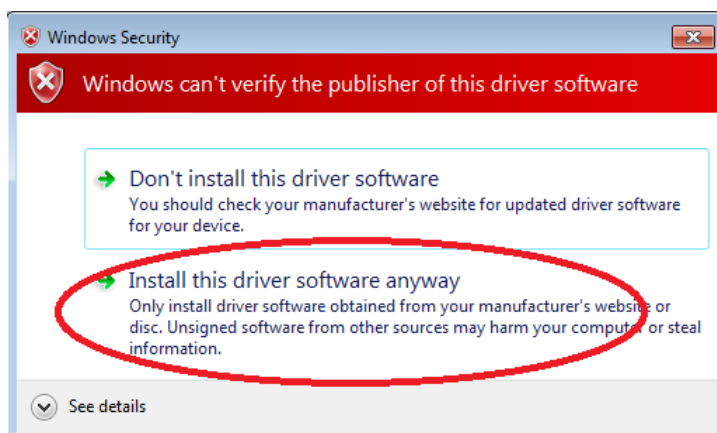 Windows Security
Windows can't verify the publisher of this driver software
Don't install this driver software
You should check your manufacturer's website for updated driver software
for your device.
Install this driver software anyway
Only install driver software obtained from your manufacturer's website or
disc. Unsigned software from other sources may harm your computer or steal
information.
See details